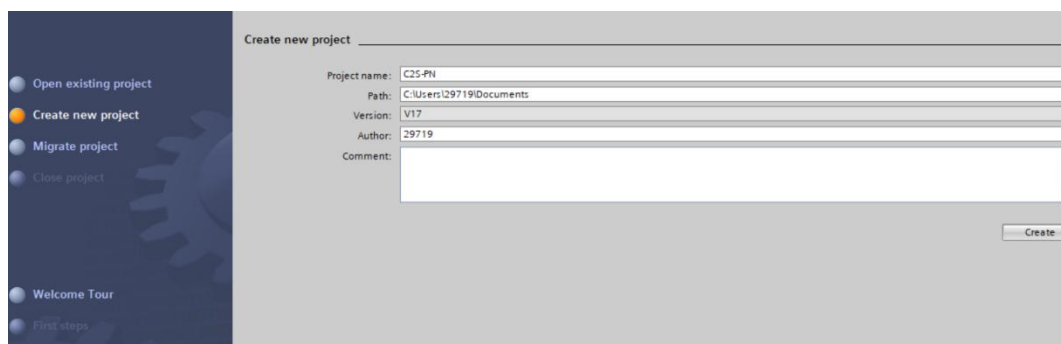 Create new project
Open existing project
Create new project
Migrate project
Close project
Welcome Tour
First steps
Project name: C2S-PN
Path: C:\Users\29719\Documents
Version: V17
Author: 29719
Comment:
Create